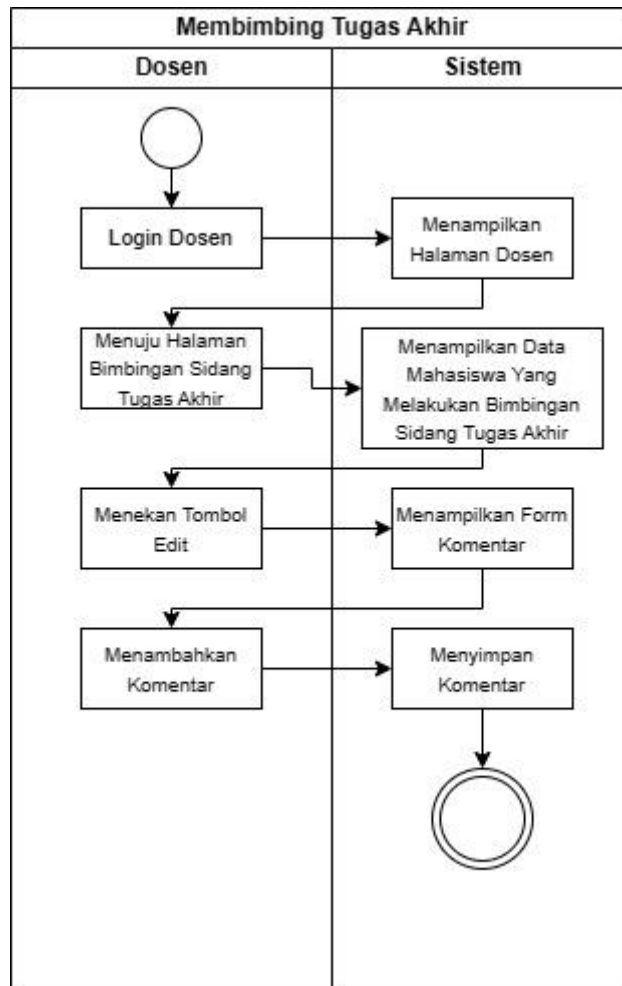 Membimbing Tugas Akhir
Dosen
Sistem
Login Dosen
Menampilkan
Halaman Dosen
Menuju Halaman
Bimbingan Sidang
Tugas Akhir
Menampilkan Data
Mahasiswa Yang
Melakukan Bimbingan
Sidang Tugas Akhir
Menekan Tombol
Edit
Menampilkan Form
Komentar
Menambahkan
Komentar
Menyimpan
Komentar